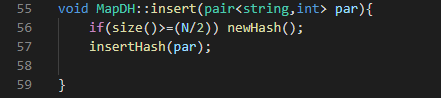 55 void MapDH::insert(pair<string,int> par){
56 if(size()>=(N/2)) newHash();
57 insertHash(par);
58
59 }